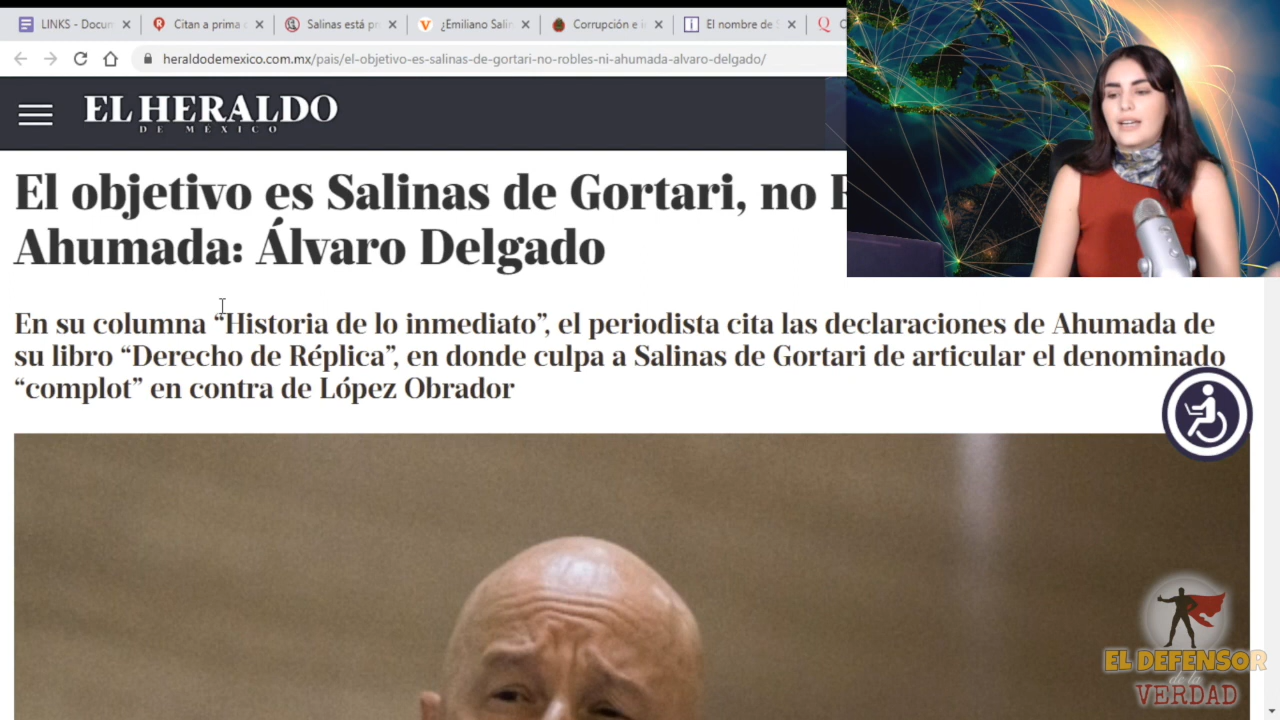 LINKS - Docum
Citan a prima
Salinas está pr
¿Emiliano Salin
Corrupción e i
El nombre de
heraldodemexico.com.mx/pais/el-objetivo-es-salinas-de-gortari-no-robles-ni-ahumada-alvaro-delgado/
EL HERALDO
DE MÉXICO
El objetivo es Salinas de Gortari, no
Ahumada: Álvaro Delgado
En su columna “Historia de lo inmediato”, el periodista cita las declaraciones de Ahumada de
su libro “Derecho de Réplica”, en donde culpa a Salinas de Gortari de articular el denominado
“complot” en contra de López Obrador
EL DEFENSOR
de la
VERDAD